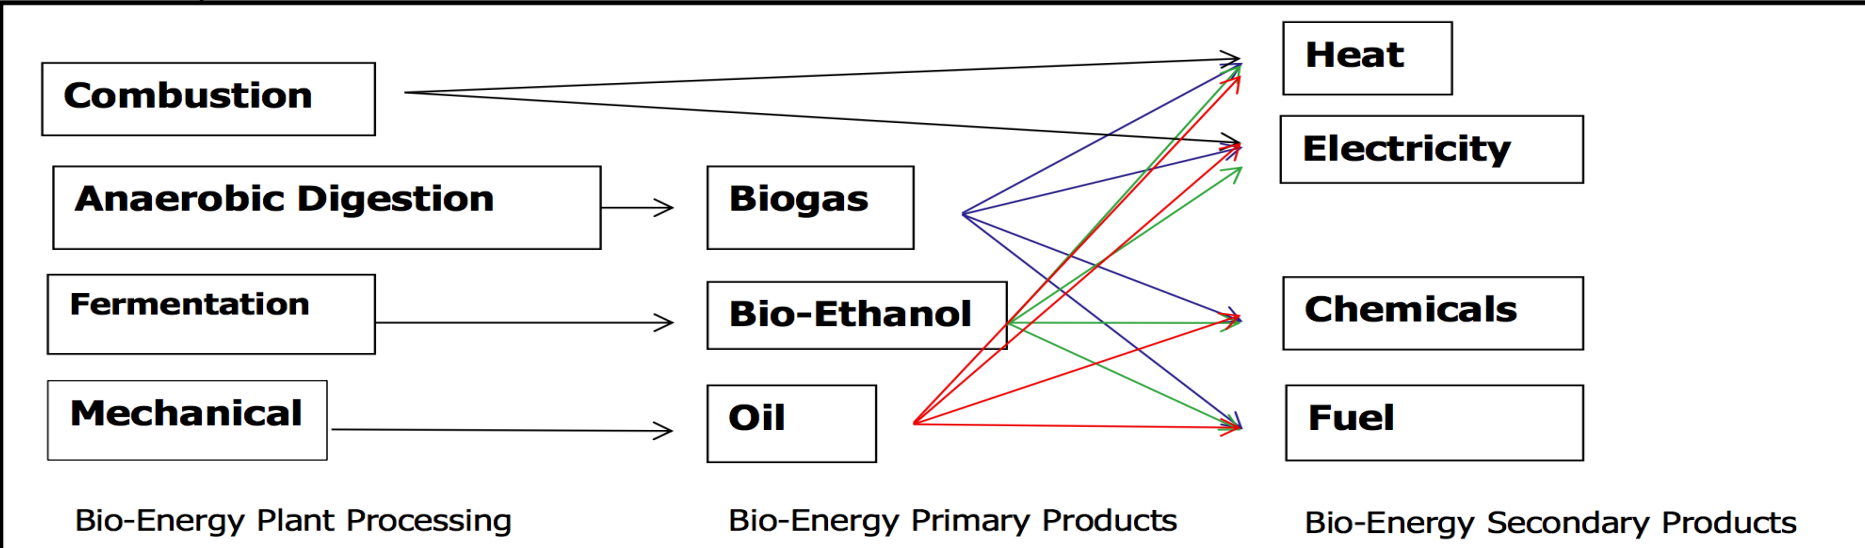 Combustion
Anaerobic Digestion
Fermentation
Mechanical
Bio-Energy Plant Processing
Biogas
Bio-Ethanol
Oil
Bio-Energy Primary Products
Heat
Electricity
Chemicals
Fuel
Bio-Energy Secondary Products